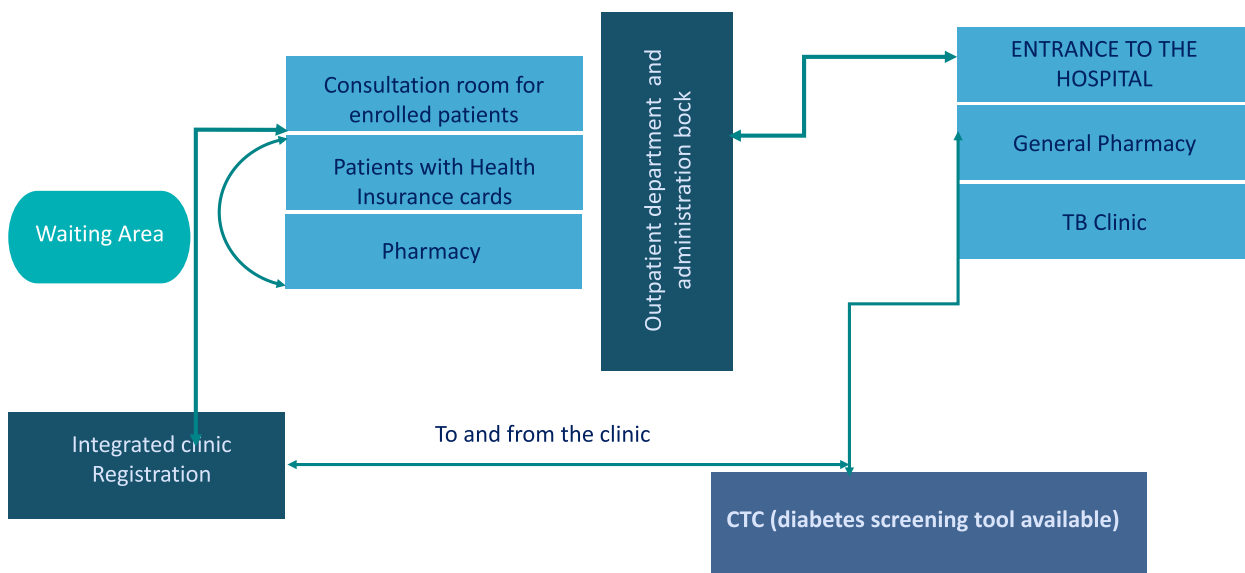 Waiting Area
Consultation room for
enrolled patients
Patients with Health
Insurance cards
Pharmacy
Outpatient department and
administration bock
ENTRANCE TO THE
HOSPITAL
General Pharmacy
TB Clinic
Integrated clinic
Registration
To and from the clinic
CTC (diabetes screening tool available)